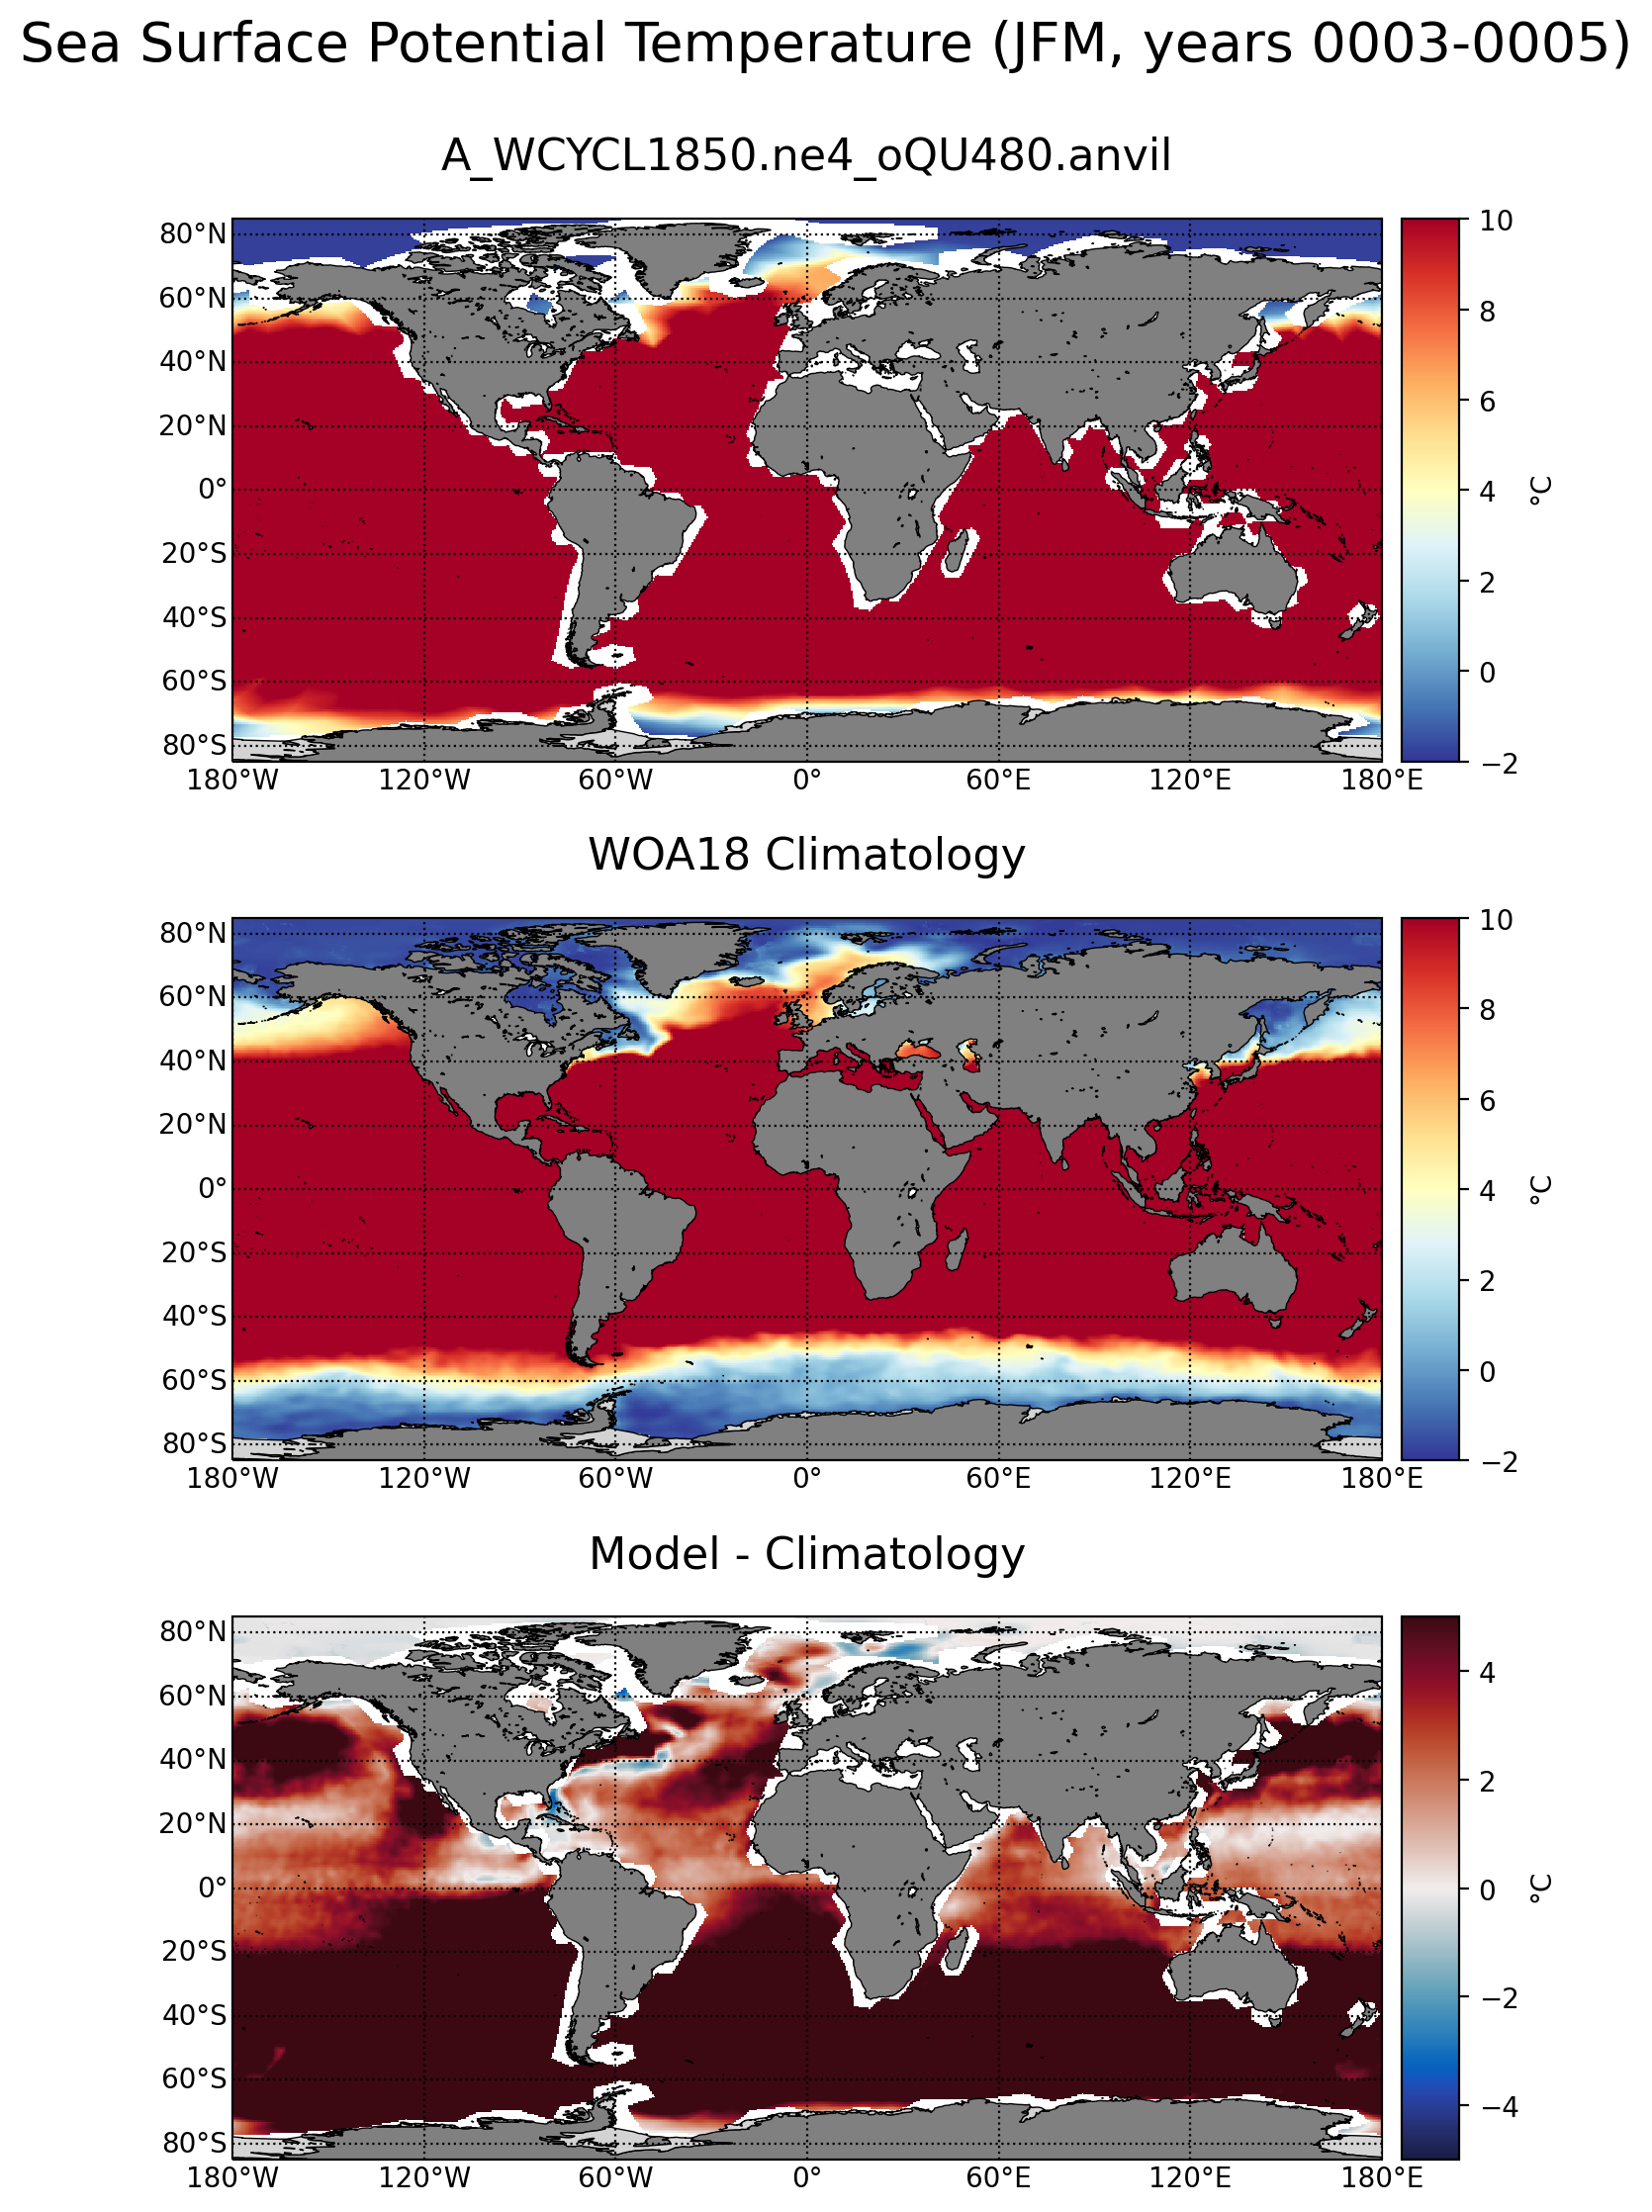 Sea Surface Potential Temperature (JFM, years 0003-0005)
A_WCYCL1850.ne4_oQU480.anvil
80°N
60°N
40°N
20°N
0°
20°S
40°S
60°S
80°S
180°W 120°W 60°W 0° 60°E 120°E 180°E
10
8
6
4
2
0
−2
°C
WOA18 Climatology
80°N
60°N
40°N
20°N
0°
20°S
40°S
60°S
80°S
180°W 120°W 60°W 0° 60°E 120°E 180°E
10
8
6
4
2
0
−2
°C
Model - Climatology
80°N
60°N
40°N
20°N
0°
20°S
40°S
60°S
80°S
180°W 120°W 60°W 0° 60°E 120°E 180°E
4
2
0
−2
−4
°C